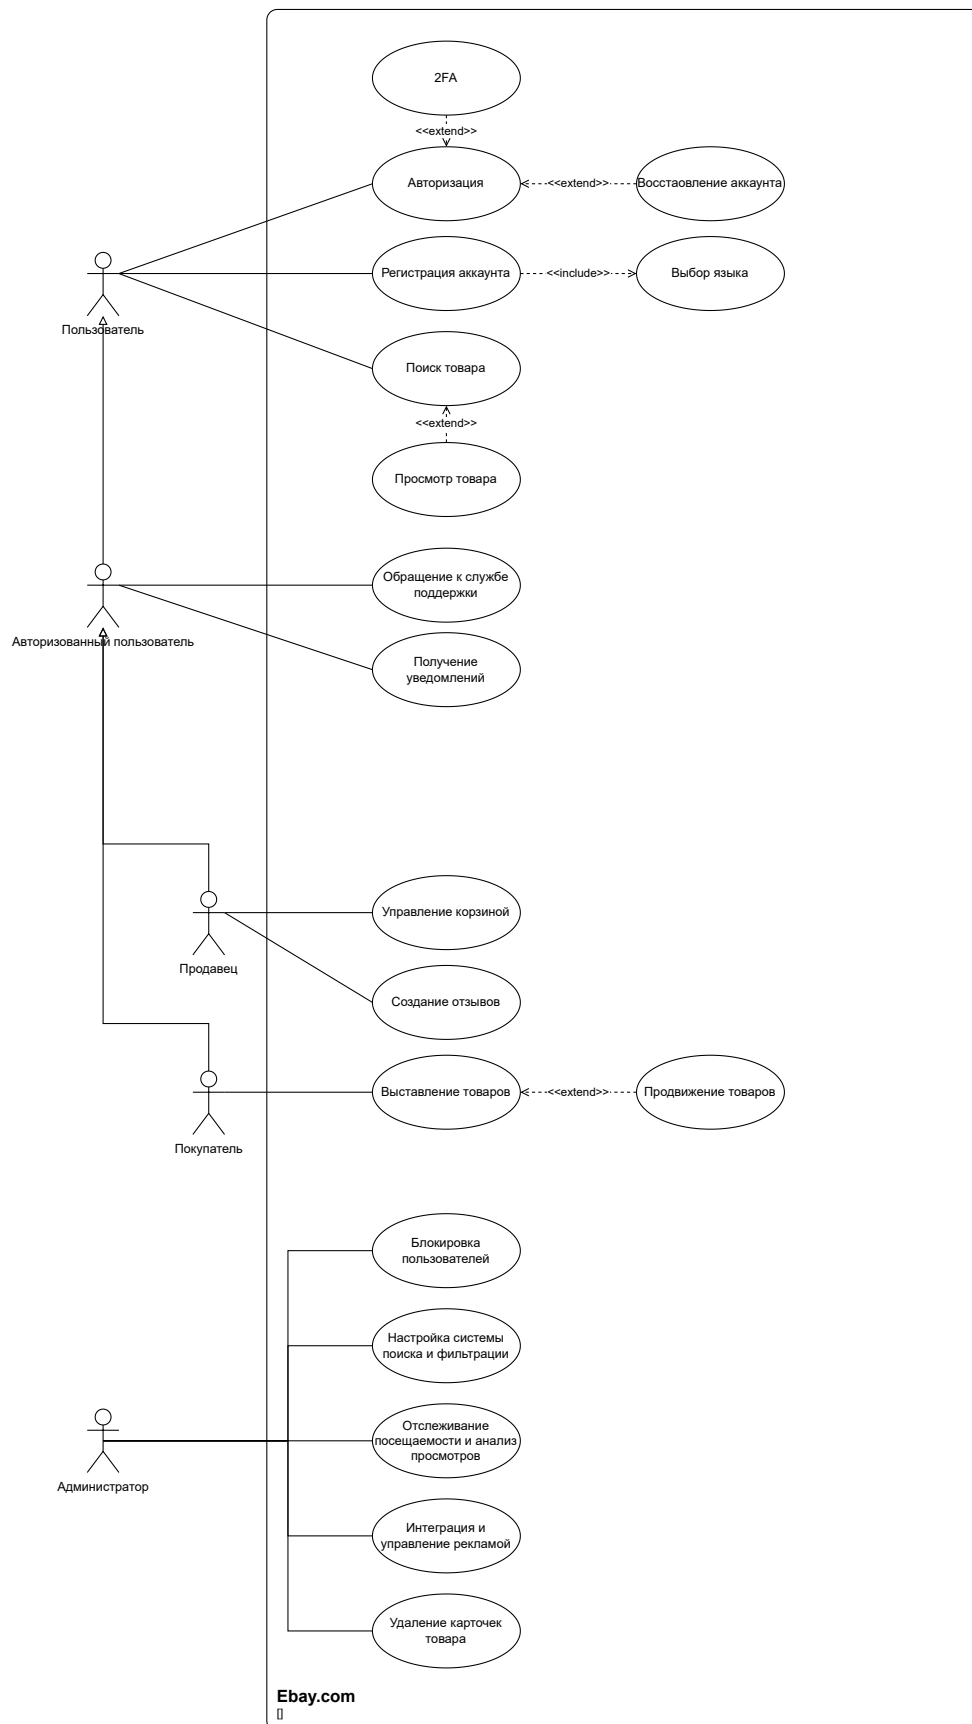 2FA
<<extend>>
Авторизация
<<extend>>
Восстаовление аккаунта
Регистрация аккаунта
<<include>>
Выбор языка
Пользователь
Поиск товара
<<extend>>
Просмотр товара
Обращение к службе
поддержки
Авторизованный пользователь
Получение
уведомлений
Управление корзиной
Продавец
Создание отзывов
Выставление товаров
<<extend>>
Продвижение товаров
Покупатель
Блокировка
пользователей
Настройка системы
поиска и фильтрации
Отслеживание
посещаемости и анализ
просмотров
Администратор
Интеграция и
управление рекламой
Удаление карточек
товара
Ebay.com
[]